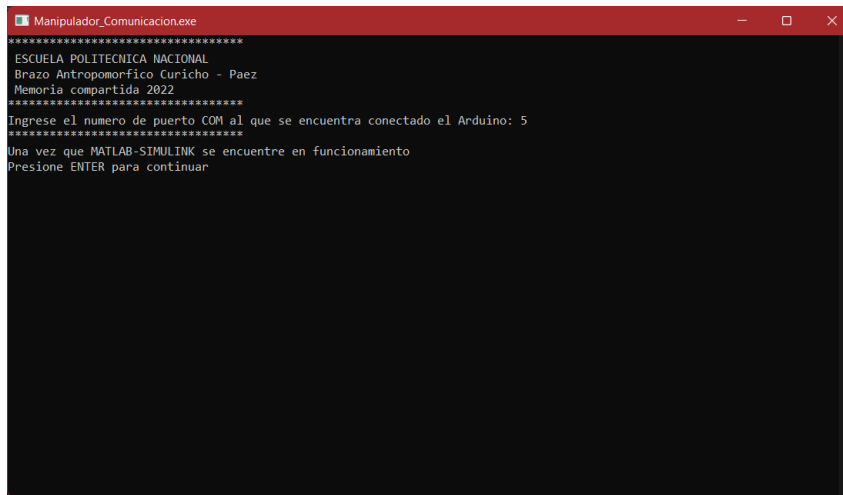 Manipulador_Comunicacion.exe
**********************************
ESCUELA POLITECNICA NACIONAL
Brazo Antropomorfico Curicho - Paez
Memoria compartida 2022
**********************************
Ingrese el numero de puerto COM al que se encuentra conectado el Arduino: 5
**********************************
Una vez que MATLAB-SIMULINK se encuentre en funcionamiento
Presione ENTER para continuar